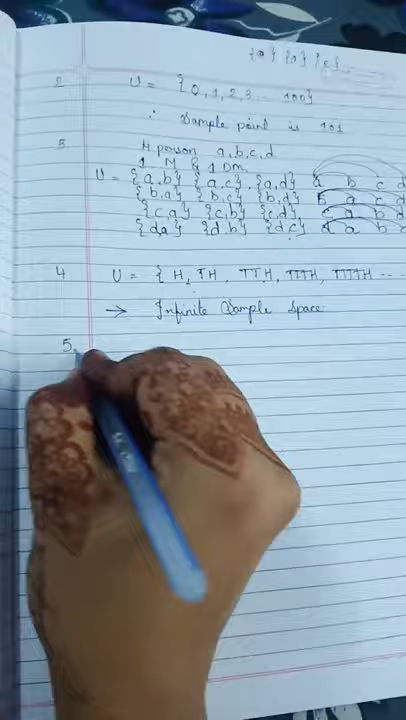 2 U = { 0, 1, 2, 3 ... 100}
∴ Sample point is 101
3. 4 person a, b, c, d
1 M & 1 Dm
U = {a, b} {a, c}, {a, d} a b c d
{b, a} {b, c} {b, d} b a c d
{c, a} {c, b} {c, d}, c a b d
{d, a} {d, b} {d, c} d a b c
4 U = { H, TH, TTH, TTTH, TTTTH ...
→ Infinite Sample Space
5.